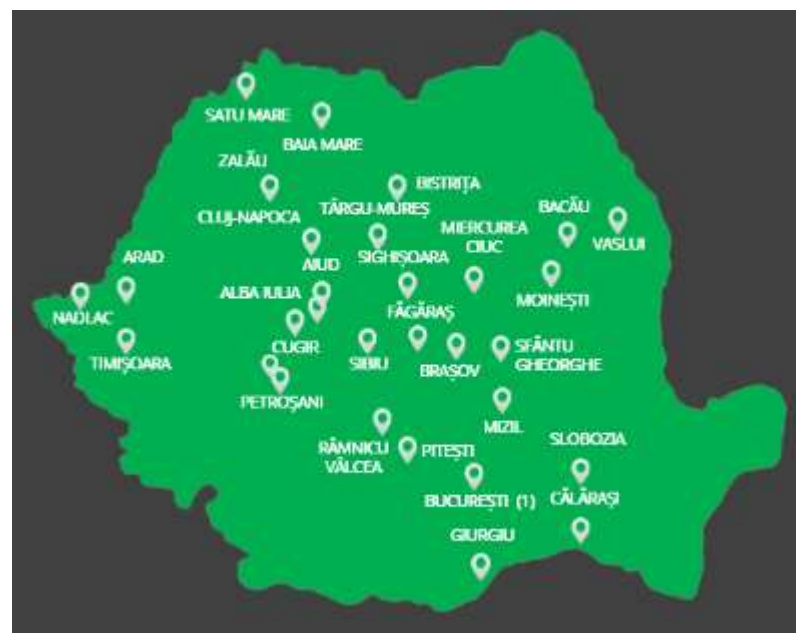 SATU MARE
BAIA MARE
ZALĂU
BISTRIȚA
CLUJ-NAPOCA
TÂRGU-MUREȘ
BACĂU
MIERCUREA
CIUC
VASLUI
AIUD
SIGHIȘOARA
ARAD
MOINEȘTI
ALBA IULIA
NADLAC
FĂGĂRAȘ
CUGIR
TIMIȘOARA
SIBIU
BRAȘOV
SFÂNTU
GHEORGHE
PETROȘANI
MIZIL
RÂMNICU
VÂLCEA
PITEȘTI
SLOBOZIA
BUCUREȘTI (1)
CĂLĂRAȘI
GIURGIU